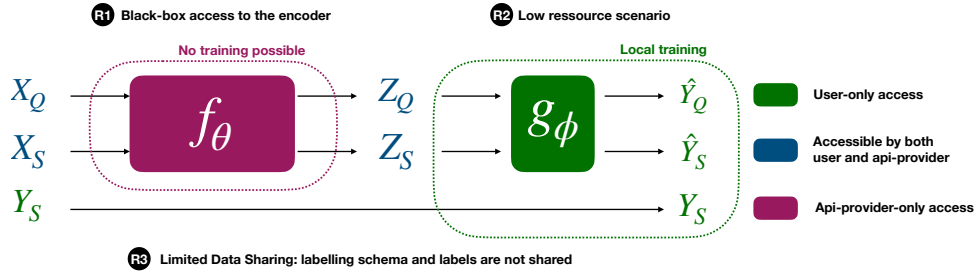 R1 Black-box access to the encoder
R2 Low ressource scenario
No training possible
Local training
X_Q Z_Q Ŷ_Q
f_θ g_ϕ
X_S Z_S Ŷ_S
Y_S Y_S
User-only access
Accessible by both
user and api-provider
Api-provider-only access
R3 Limited Data Sharing: labelling schema and labels are not shared